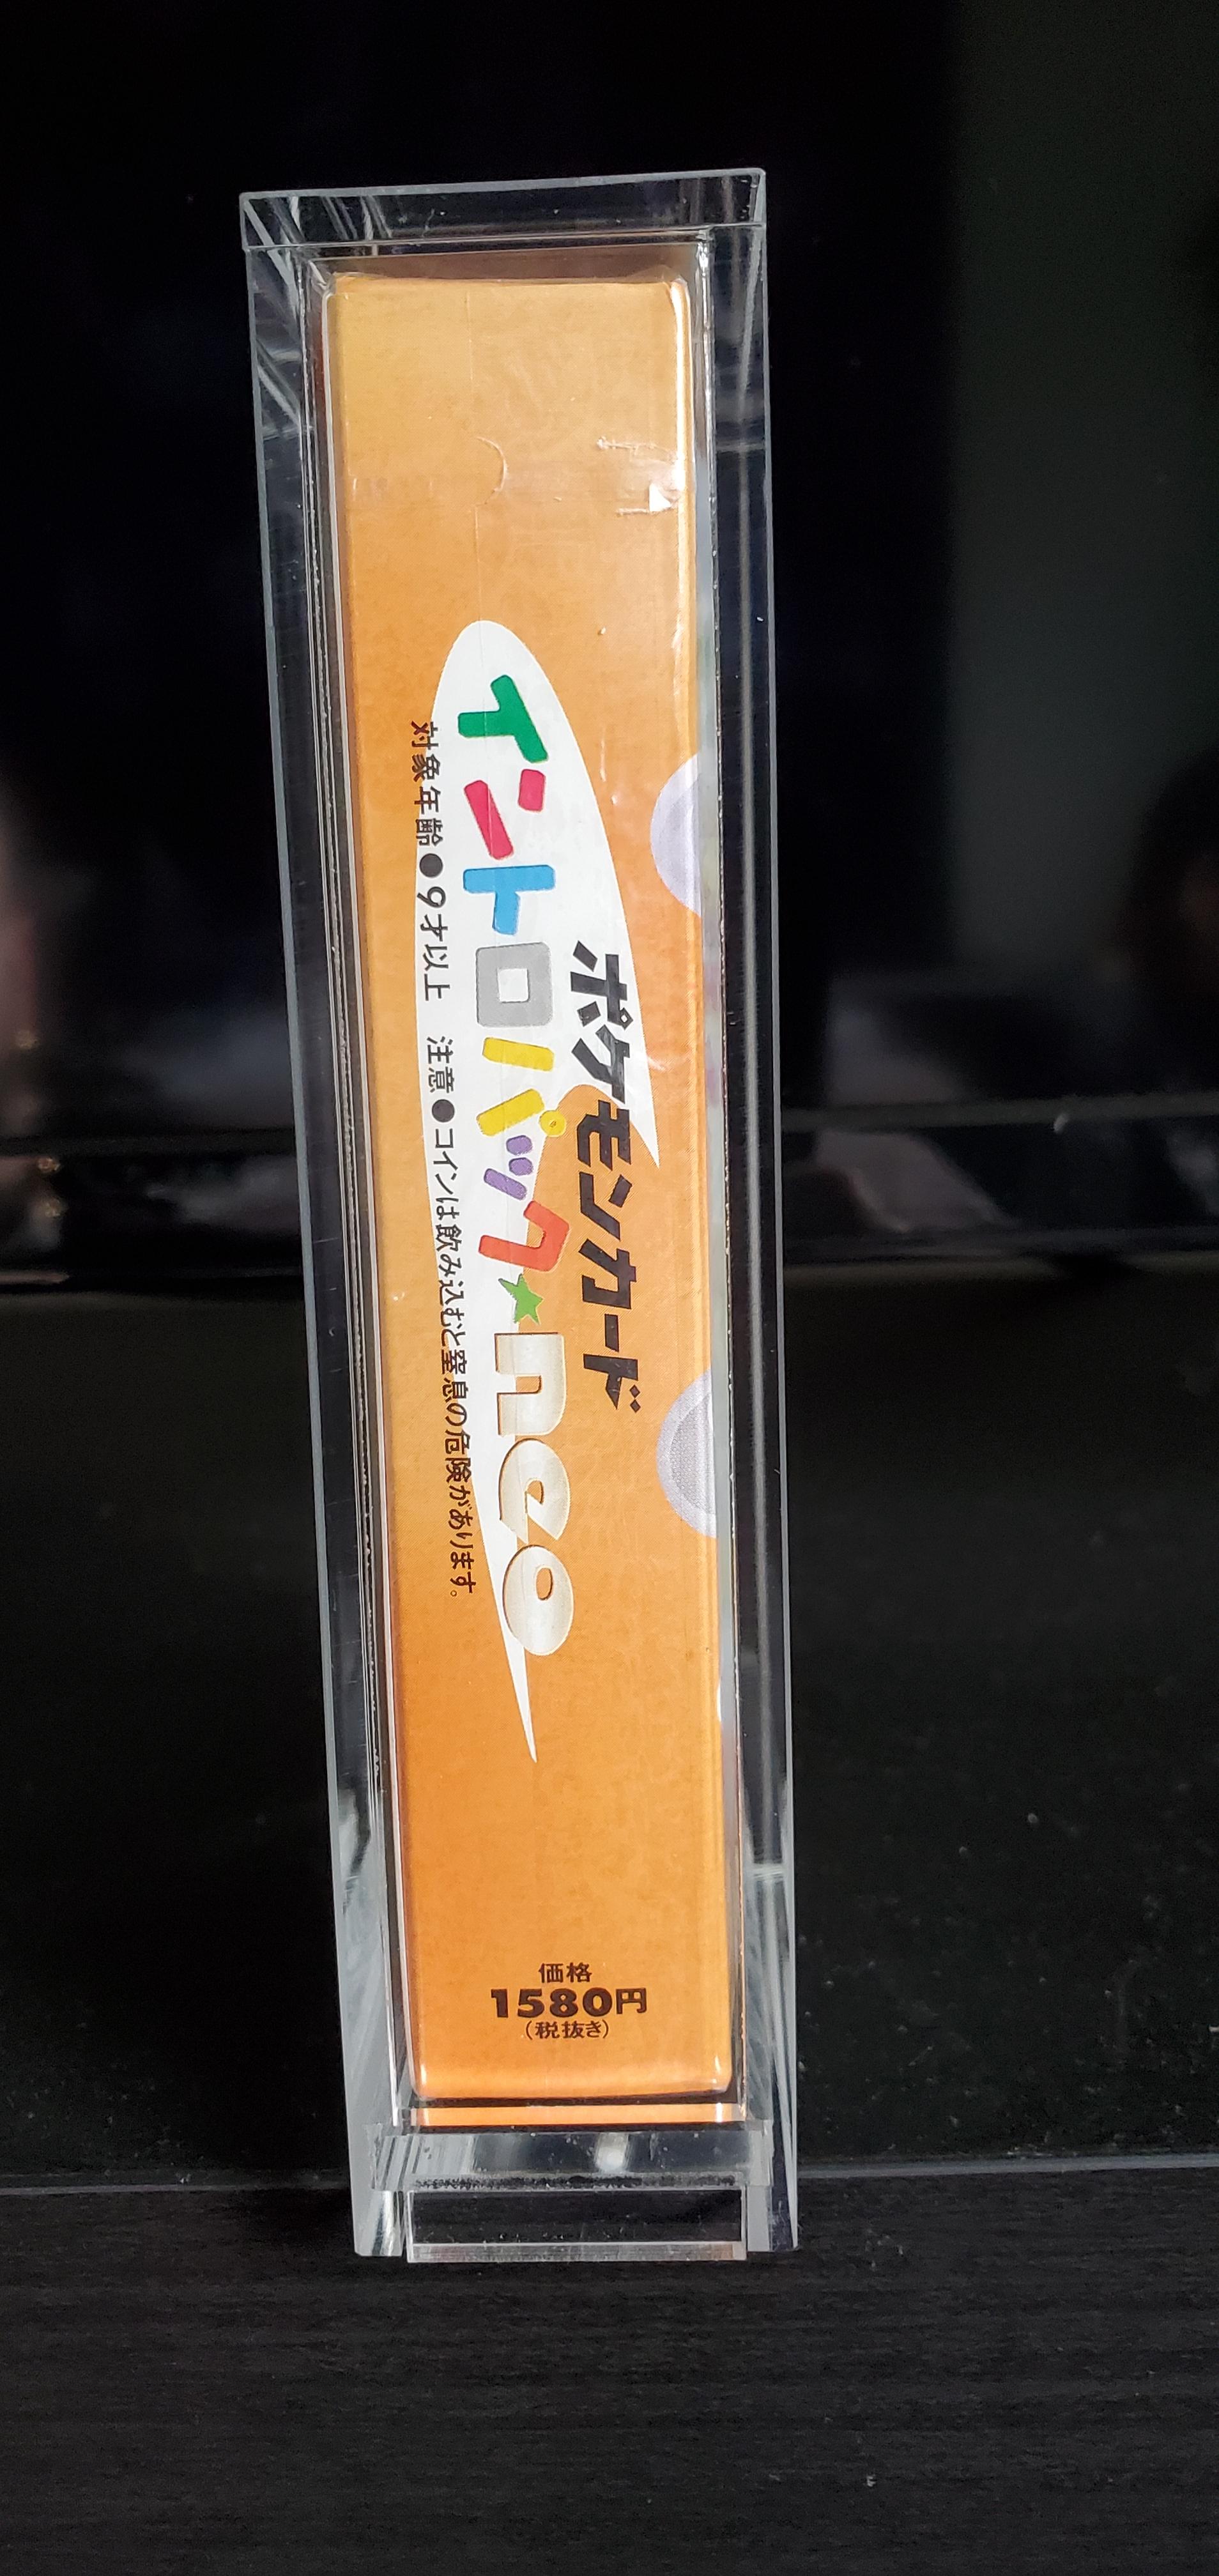 ポケモンカード
イントロパック★neo
対象年齢●9才以上　注意●コインは飲み込むと窒息の危険があります。
価格
1580円
(税抜き)